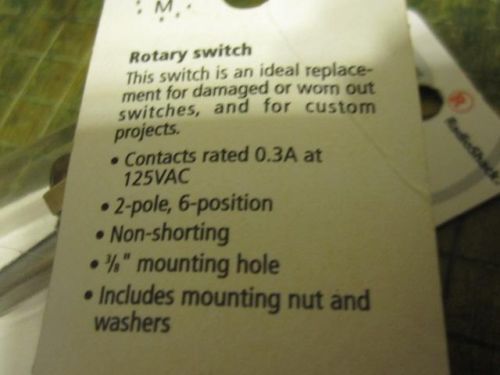 M
Rotary switch
This switch is an ideal replace-
ment for damaged or worn out
switches, and for custom
projects.
• Contacts rated 0.3A at
125VAC
• 2-pole, 6-position
• Non-shorting
• 3/8" mounting hole
• Includes mounting nut and
washers
R
RadioShack